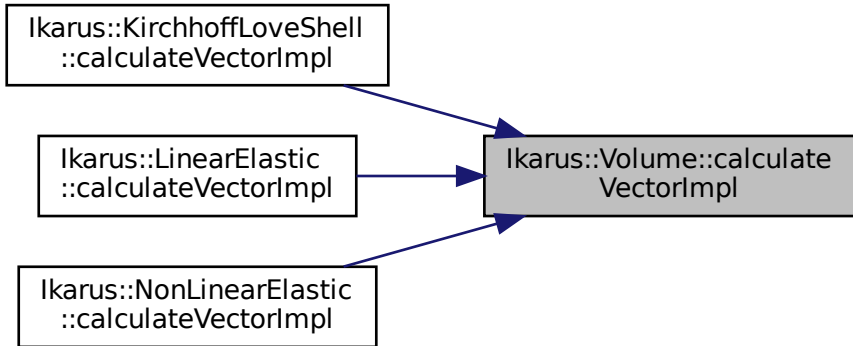 Ikarus::KirchhoffLoveShell
::calculateVectorImpl
Ikarus::LinearElastic
::calculateVectorImpl
Ikarus::Volume::calculate
VectorImpl
Ikarus::NonLinearElastic
::calculateVectorImpl